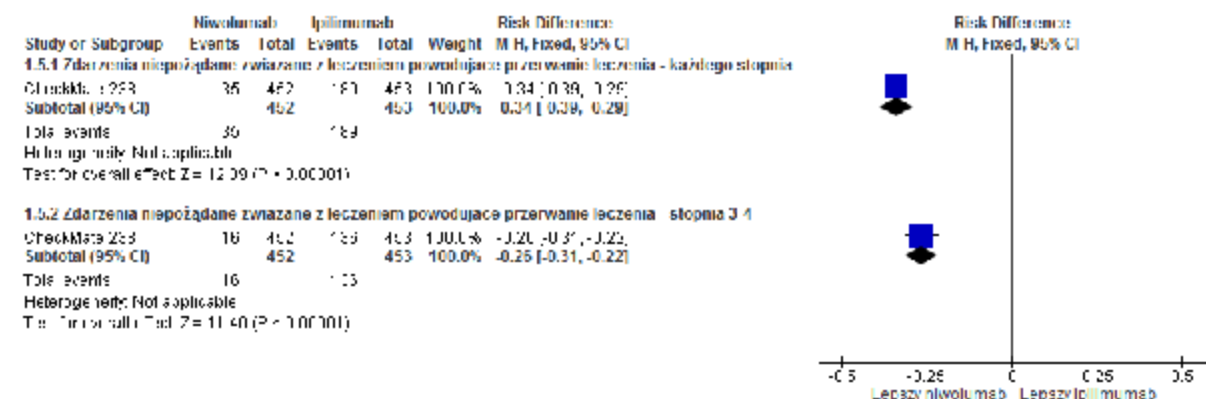 Niwolumab Ipilimumab Risk Difference Risk Difference
Study or Subgroup Events Total Events Total Weight M-H, Fixed, 95% CI M-H, Fixed, 95% CI
1.5.1 Zdarzenia niepożądane związane z leczeniem powodujące przerwanie leczenia - każdego stopnia
CheckMate 238 35 452 189 453 100.0% -0.34 [-0.39, -0.29]
Subtotal (95% CI) 452 453 100.0% -0.34 [-0.39, -0.29]
Total events 35 189
Heterogeneity: Not applicable
Test for overall effect: Z = 12.09 (P < 0.00001)
1.5.2 Zdarzenia niepożądane związane z leczeniem powodujące przerwanie leczenia - stopnia 3-4
CheckMate 238 16 452 136 453 100.0% -0.26 [-0.31, -0.22]
Subtotal (95% CI) 452 453 100.0% -0.26 [-0.31, -0.22]
Total events 16
Heterogeneity: Not applicable
Test for overall effect: Z = 11.40 (P < 0.00001)
-0.5 -0.25 0 0.25 0.5
Lepszy niwolumab Lepszy ipilimumab